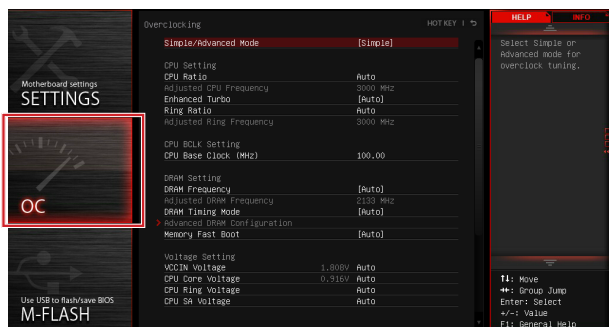 Overclocking
HOT KEY
HELP
INFO
Simple/Advanced Mode [Simple]
CPU Setting
CPU Ratio Auto
Adjusted CPU Frequency 3000 MHz
Enhanced Turbo [Auto]
Ring Ratio Auto
Adjusted Ring Frequency 3000 MHz
CPU BCLK Setting
CPU Base Clock (MHz) 100.00
DRAM Setting
DRAM Frequency [Auto]
Adjusted DRAM Frequency 2133 MHz
DRAM Timing Mode [Auto]
> Advanced DRAM Configuration
Memory Fast Boot [Auto]
Voltage Setting
VCCIN Voltage 1.808V Auto
CPU Core Voltage 0.916V Auto
CPU Ring Voltage Auto
CPU SA Voltage Auto
Motherboard settings
SETTINGS
OC
Use USB to flash/save BIOS
M-FLASH
Select Simple or
Advanced mode for
overclock tuning.
↑↓: Move
: Group Jump
Enter: Select
+/-: Value
F1: General Help